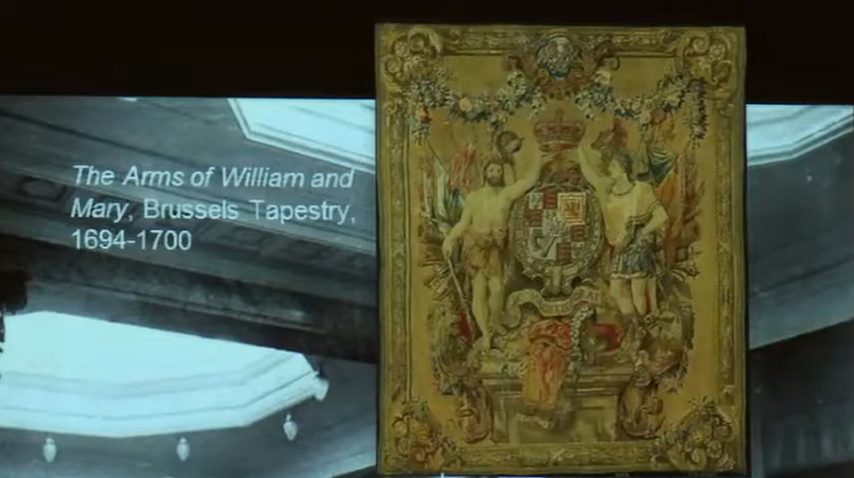 The Arms of William and
Mary, Brussels Tapestry,
1694-1700